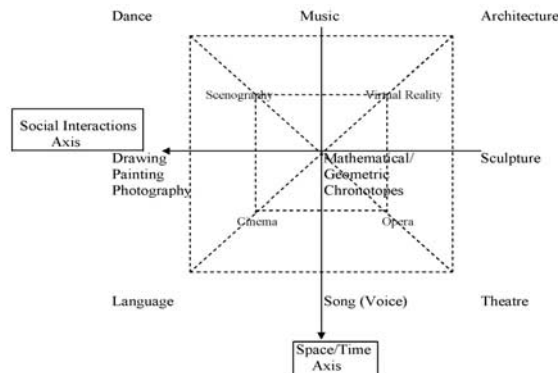 Dance Music Architecture
Scenography Virtual Reality
Social Interactions
Axis
Drawing Mathematical/ Sculpture
Painting Geometric
Photography Chronotopes
Cinema Opera
Language Song (Voice) Theatre
Space/Time
Axis